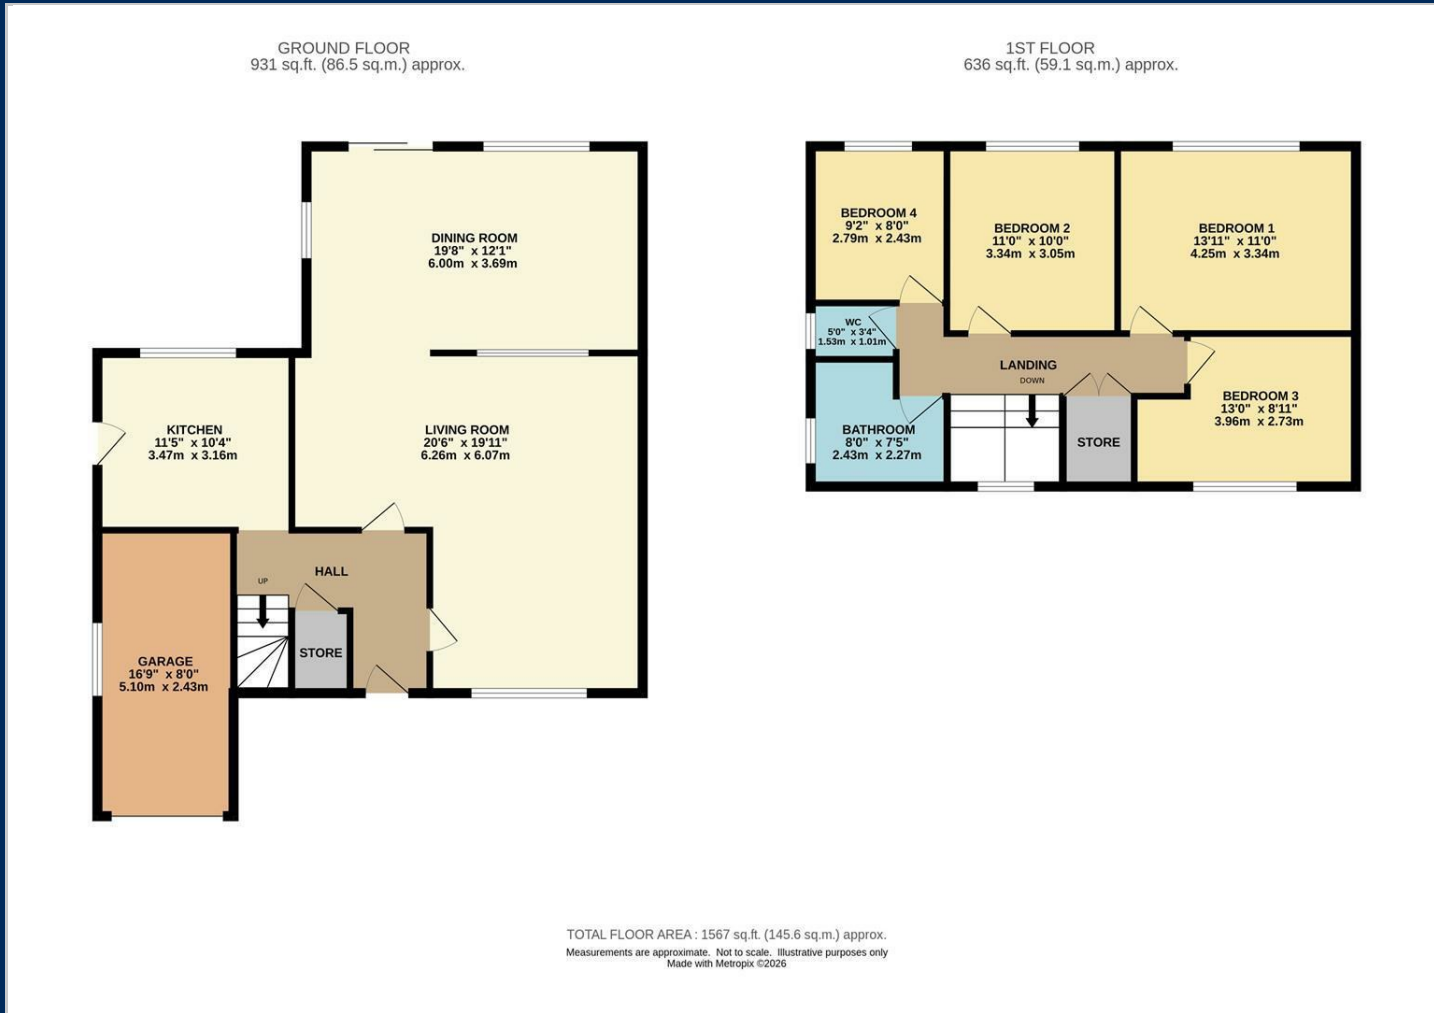 GROUND FLOOR
931 sq.ft. (86.5 sq.m.) approx.
1ST FLOOR
636 sq.ft. (59.1 sq.m.) approx.
DINING ROOM
19'8" x 12'1"
6.00m x 3.69m
KITCHEN
11'5" x 10'4"
3.47m x 3.16m
LIVING ROOM
20'6" x 19'11"
6.26m x 6.07m
HALL
UP
STORE
GARAGE
16'9" x 8'0"
5.10m x 2.43m
BEDROOM 4
9'2" x 8'0"
2.79m x 2.43m
BEDROOM 2
11'0" x 10'0"
3.34m x 3.05m
BEDROOM 1
13'11" x 11'0"
4.25m x 3.34m
WC
5'0" x 3'4"
1.53m x 1.01m
LANDING
DOWN
BEDROOM 3
13'0" x 8'11"
3.96m x 2.73m
BATHROOM
8'0" x 7'5"
2.43m x 2.27m
STORE
TOTAL FLOOR AREA : 1567 sq.ft. (145.6 sq.m.) approx.
Measurements are approximate. Not to scale. Illustrative purposes only
Made with Metropix ©2026